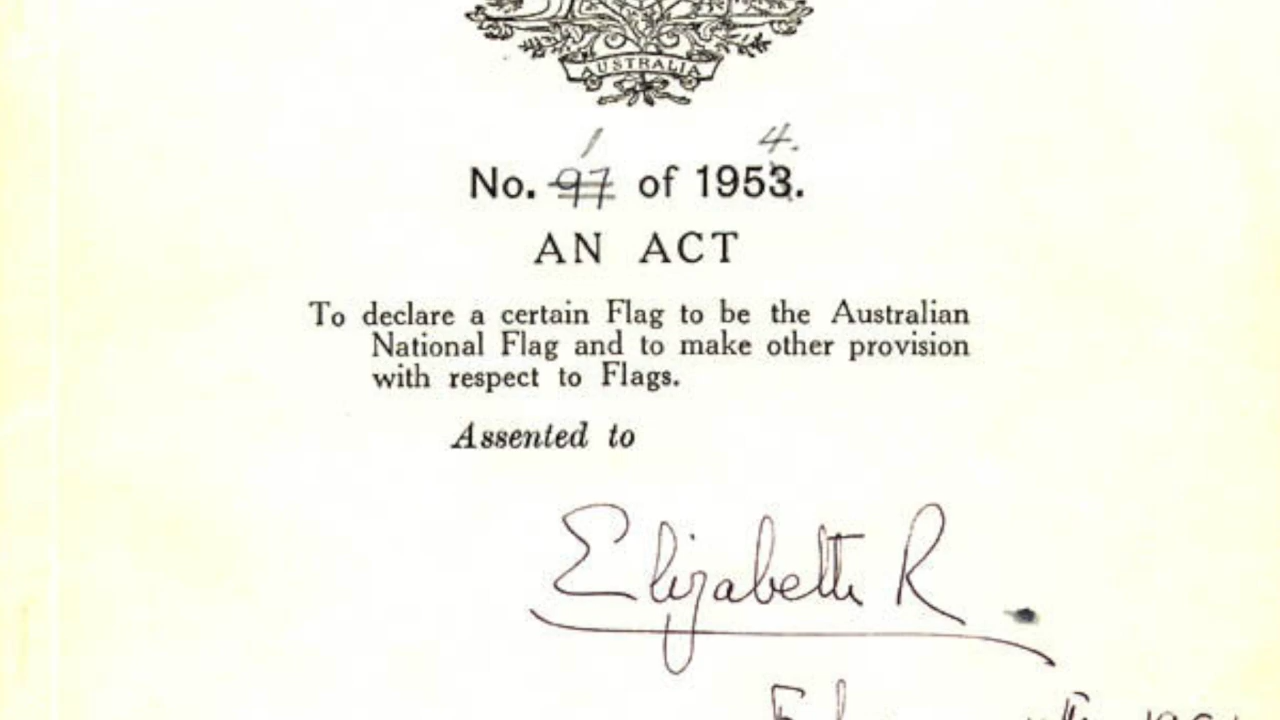 AUSTRALIA
1 4.
No. 97 of 1953.
AN ACT
To declare a certain Flag to be the Australian
National Flag and to make other provision
with respect to Flags.
Assented to
Elizabeth R.